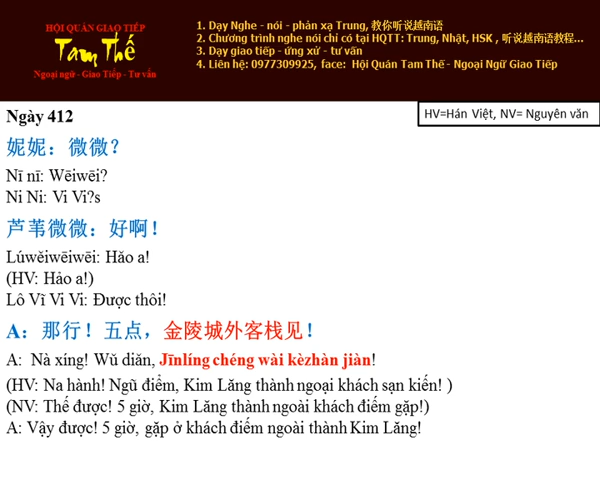 HỘI QUÁN GIAO TIẾP
Tam Thế
Ngoại ngữ - Giao Tiếp - Tư vấn
1. Dạy Nghe - nói - phản xạ Trung, 教你听说越南语
2. Chương trình nghe nói chỉ có tại HQTT: Trung, Nhật, HSK , 听说越南语教程...
3. Dạy giao tiếp - ứng xử - tư vấn
4. Liên hệ: 0977309925, face: Hội Quán Tam Thế - Ngoại Ngữ Giao Tiếp
Ngày 412
HV=Hán Việt, NV= Nguyên văn
妮妮：微微？
Nī nī: Wēiwēi?
Ni Ni: Vi Vi?s
芦苇微微：好啊！
Lúwěiwēiwēi: Hǎo a!
(HV: Hảo a!)
Lô Vĩ Vi Vi: Được thôi!
A：那行！五点，金陵城外客栈见！
A: Nà xíng! Wǔ diǎn, Jīnlíng chéng wài kèzhàn jiàn!
(HV: Na hành! Ngũ điểm, Kim Lăng thành ngoại khách sạn kiến! )
(NV: Thế được! 5 giờ, Kim Lăng thành ngoài khách điếm gặp!)
A: Vậy được! 5 giờ, gặp ở khách điếm ngoài thành Kim Lăng!